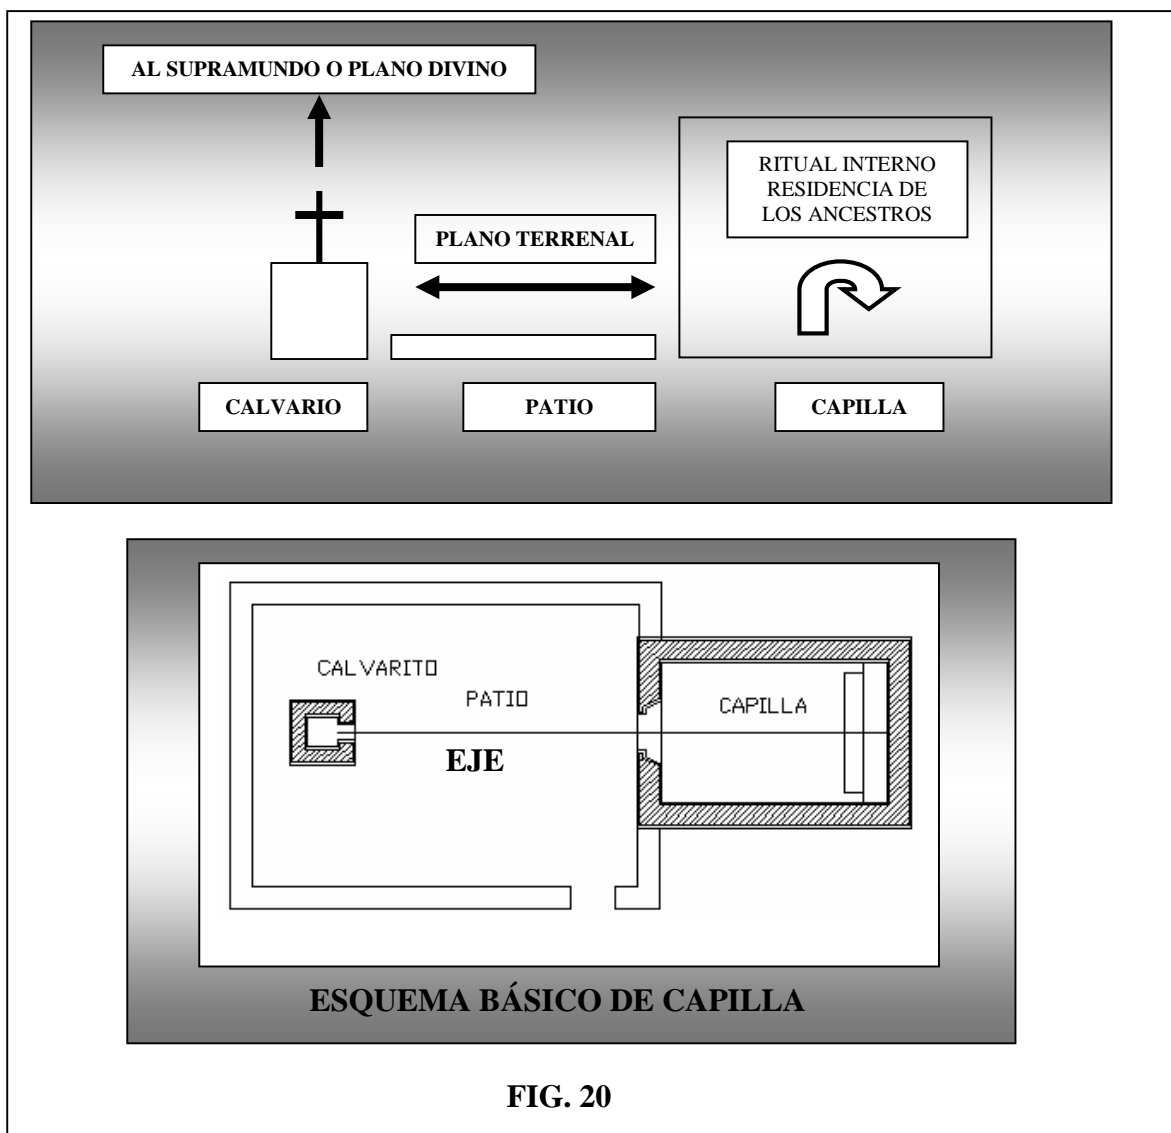 AL SUPRAMUNDO O PLANO DIVINO
RITUAL INTERNO
RESIDENCIA DE
LOS ANCESTROS
PLANO TERRENAL
CALVARIO
PATIO
CAPILLA
CALVARITO
PATIO
CAPILLA
EJE
ESQUEMA BÁSICO DE CAPILLA
FIG. 20